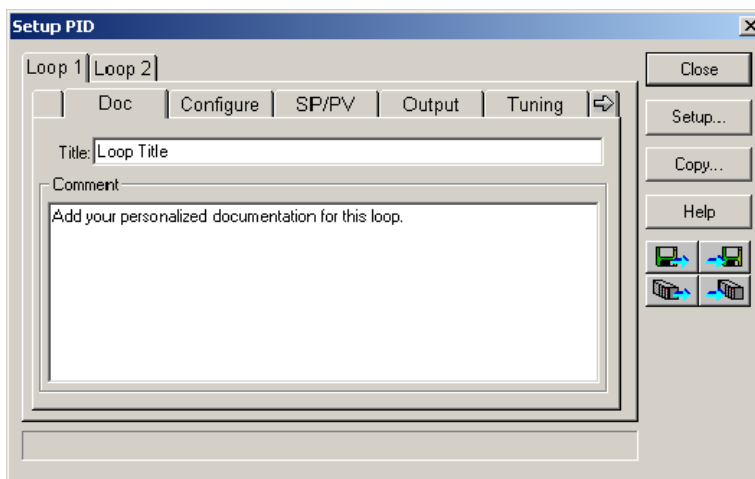 Setup PID
Loop 1 Loop 2
Close
Doc Configure SP/PV Output Tuning
Setup...
Title: Loop Title
Copy...
Comment
Add your personalized documentation for this loop.
Help